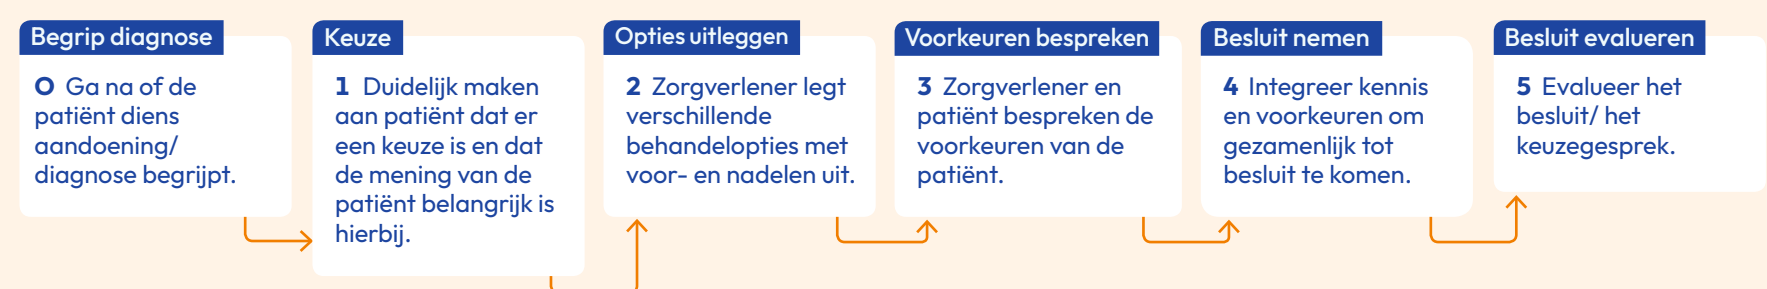 Begrip diagnose
0 Ga na of de
patiënt diens
aandoening/
diagnose begrijpt.
Keuze
1 Duidelijk maken
aan patiënt dat er
een keuze is en dat
de mening van de
patiënt belangrijk is
hierbij.
Opties uitleggen
2 Zorgverlener legt
verschillende
behandelopties met
voor- en nadelen uit.
Voorkeuren bespreken
3 Zorgverlener en
patiënt bespreken de
voorkeuren van de
patiënt.
Besluit nemen
4 Integreer kennis
en voorkeuren om
gezamenlijk tot
besluit te komen.
Besluit evalueren
5 Evalueer het
besluit/ het
keuzegesprek.